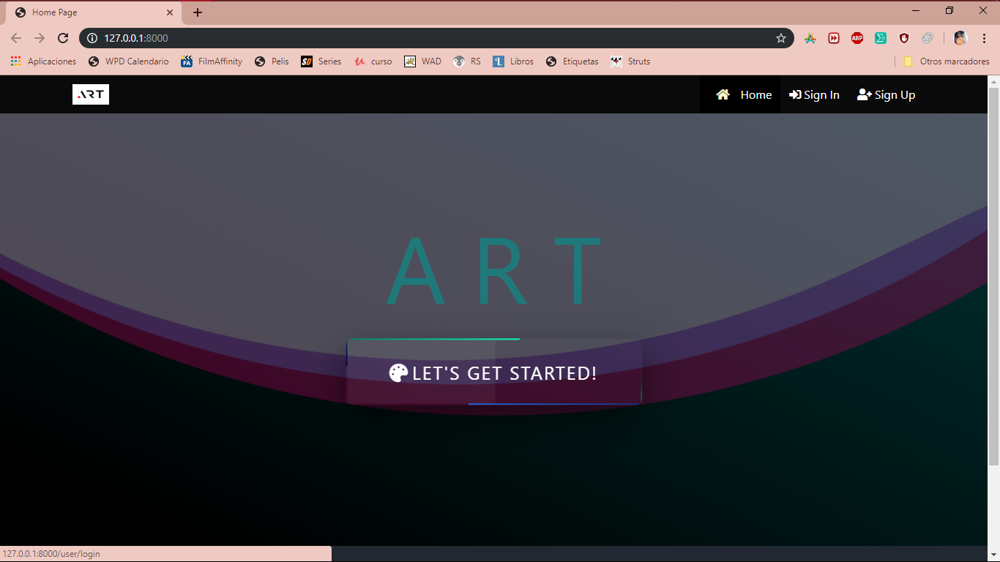 Home Page
127.0.0.1:8000
ABP
Aplicaciones WPD Calendario FilmAffinity Pelis Series curso WAD RS Libros Etiquetas Struts Otros marcadores
ART Home Sign In Sign Up
A R T
LET'S GET STARTED!
127.0.0.1:8000/user/login